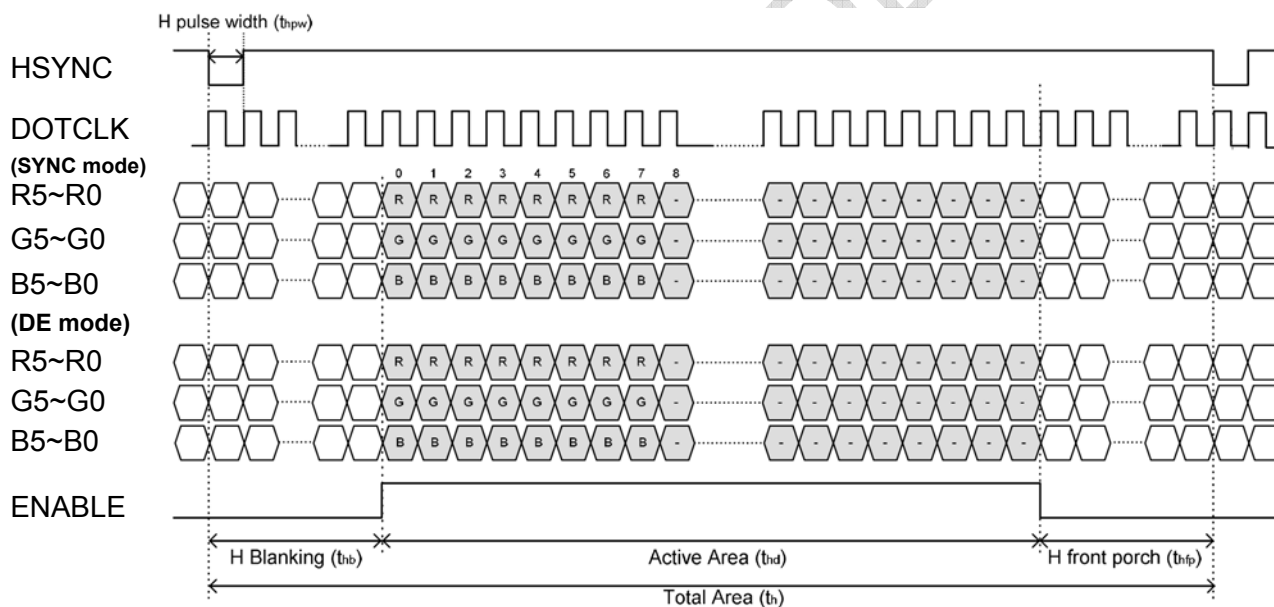 H pulse width (thpw)
HSYNC
DOTCLK
(SYNC mode)
0 1 2 3 4 5 6 7 8
R5~R0 R R R R R R R R - - - - - - - - -
G5~G0 G G G G G G G G - - - - - - - - -
B5~B0 B B B B B B B B - - - - - - - - -
(DE mode)
R5~R0 R R R R R R R R - - - - - - - - -
G5~G0 G G G G G G G G - - - - - - - - -
B5~B0 B B B B B B B B - - - - - - - - -
ENABLE
H Blanking (thb) Active Area (thd) H front porch (thfp)
Total Area (th)